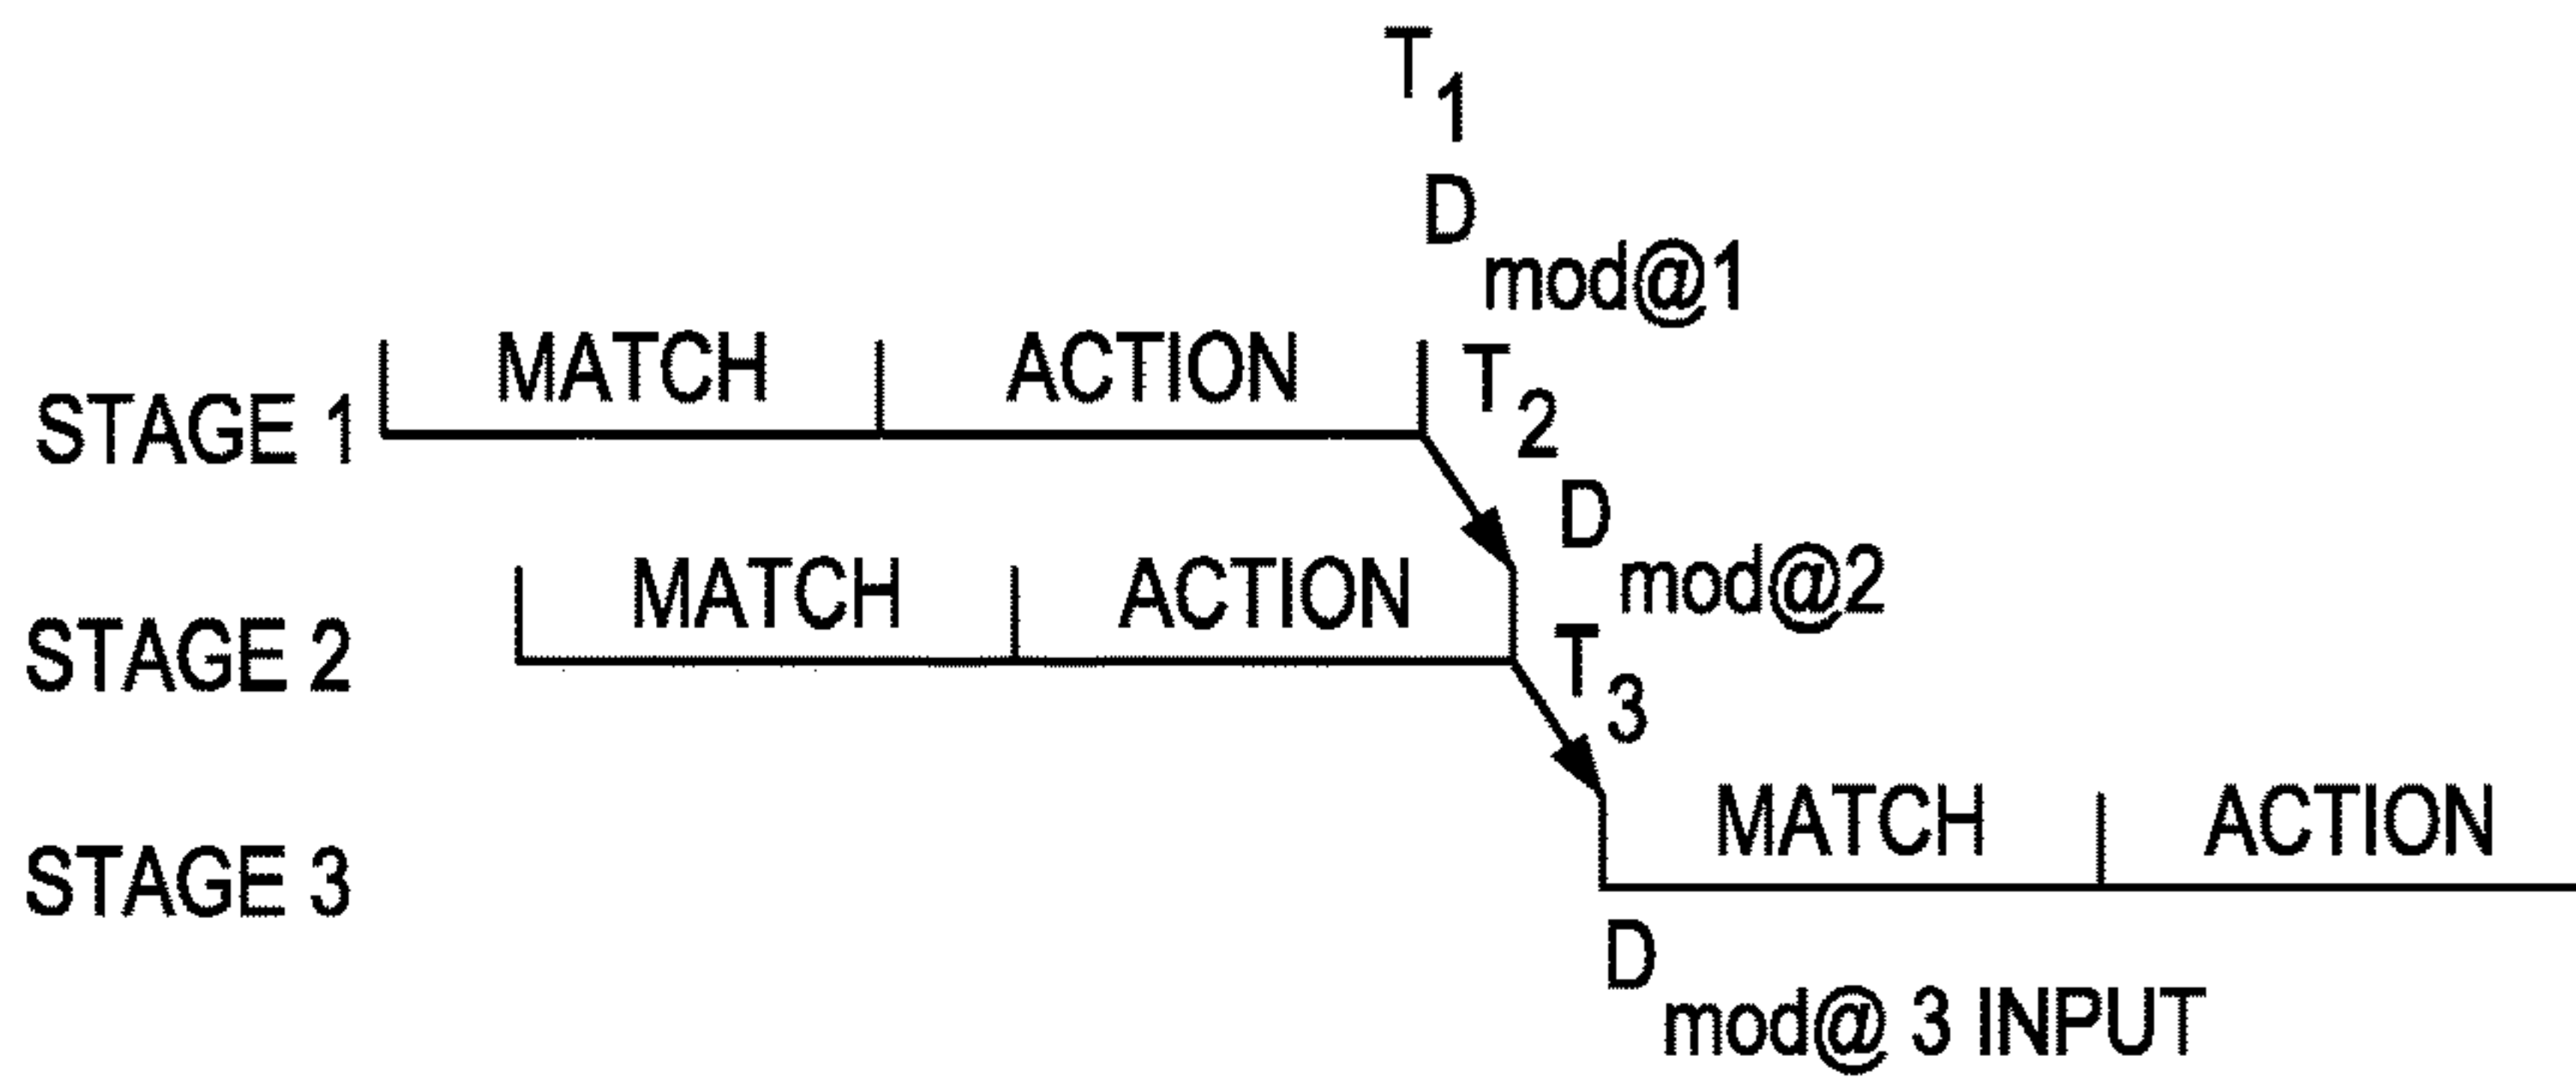 T1
Dmod@1
STAGE 1 MATCH ACTION T2
Dmod@2
STAGE 2 MATCH ACTION T3
STAGE 3 MATCH ACTION
Dmod@ 3 INPUT